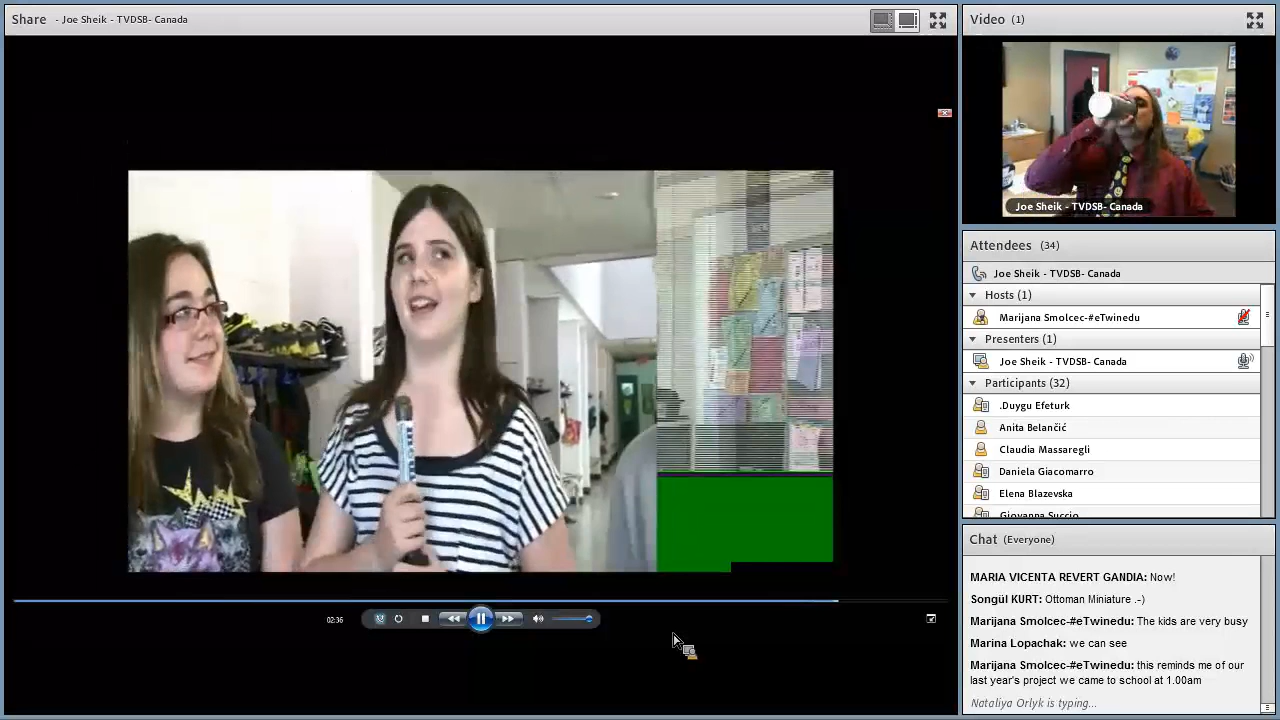 Share - Joe Sheik - TVDSB- Canada
02:36
Video (1)
Joe Sheik - TVDSB- Canada
Attendees (34)
Joe Sheik - TVDSB- Canada
Hosts (1)
Marijana Smolcec-#eTwinedu
Presenters (1)
Joe Sheik - TVDSB- Canada
Participants (32)
.Duygu Efeturk
Anita Belančić
Claudia Massaregli
Daniela Giacomarro
Elena Blazevska
Giovanna Succio
Chat (Everyone)
MARIA VICENTA REVERT GANDIA: Now!
Songül KURT: Ottoman Miniature .-)
Marijana Smolcec-#eTwinedu: The kids are very busy
Marina Lopachak: we can see
Marijana Smolcec-#eTwinedu: this reminds me of our
last year's project we came to school at 1.00am
Nataliya Orlyk is typing...